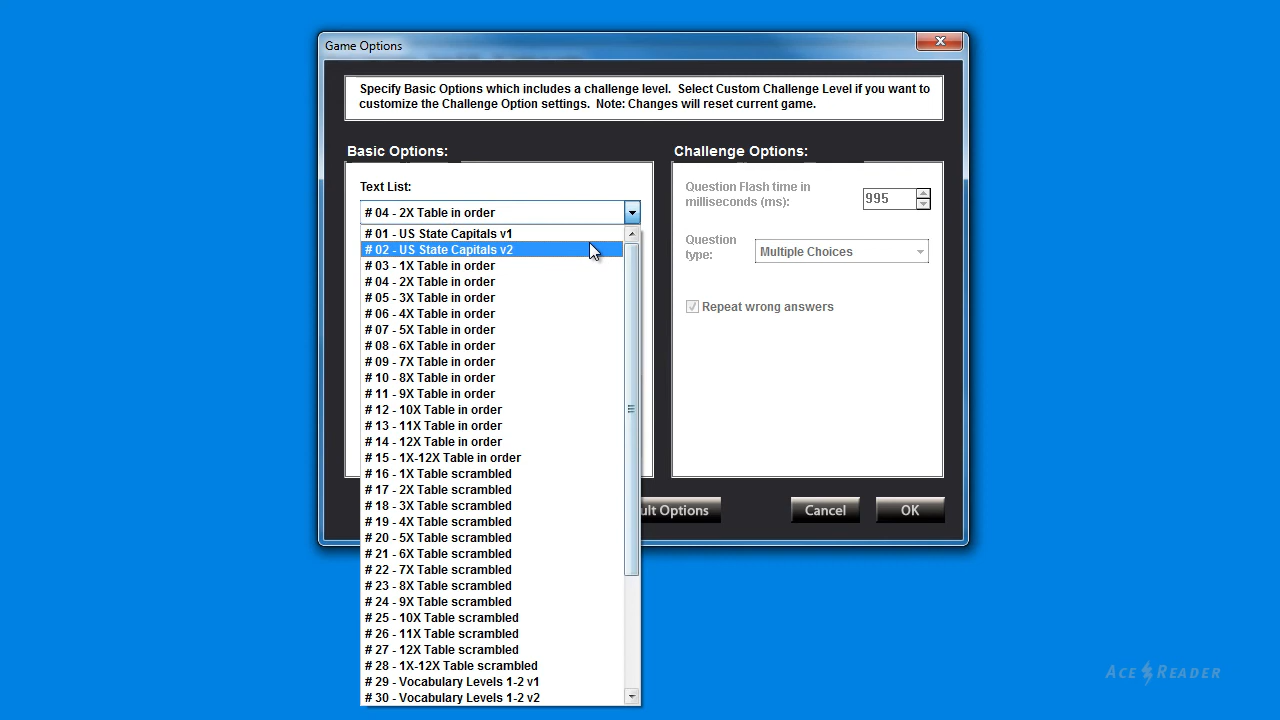 Game Options
Specify Basic Options which includes a challenge level. Select Custom Challenge Level if you want to
customize the Challenge Option settings. Note: Changes will reset current game.
Basic Options:
Text List:
# 04 - 2X Table in order
# 01 - US State Capitals v1
# 02 - US State Capitals v2
# 03 - 1X Table in order
# 04 - 2X Table in order
# 05 - 3X Table in order
# 06 - 4X Table in order
# 07 - 5X Table in order
# 08 - 6X Table in order
# 09 - 7X Table in order
# 10 - 8X Table in order
# 11 - 9X Table in order
# 12 - 10X Table in order
# 13 - 11X Table in order
# 14 - 12X Table in order
# 15 - 1X-12X Table in order
# 16 - 1X Table scrambled
# 17 - 2X Table scrambled
# 18 - 3X Table scrambled
# 19 - 4X Table scrambled
# 20 - 5X Table scrambled
# 21 - 6X Table scrambled
# 22 - 7X Table scrambled
# 23 - 8X Table scrambled
# 24 - 9X Table scrambled
# 25 - 10X Table scrambled
# 26 - 11X Table scrambled
# 27 - 12X Table scrambled
# 28 - 1X-12X Table scrambled
# 29 - Vocabulary Levels 1-2 v1
# 30 - Vocabulary Levels 1-2 v2
Challenge Options:
Question Flash time in
milliseconds (ms):
995
Question
type:
Multiple Choices
Repeat wrong answers
ult Options
Cancel
OK
ACE READER